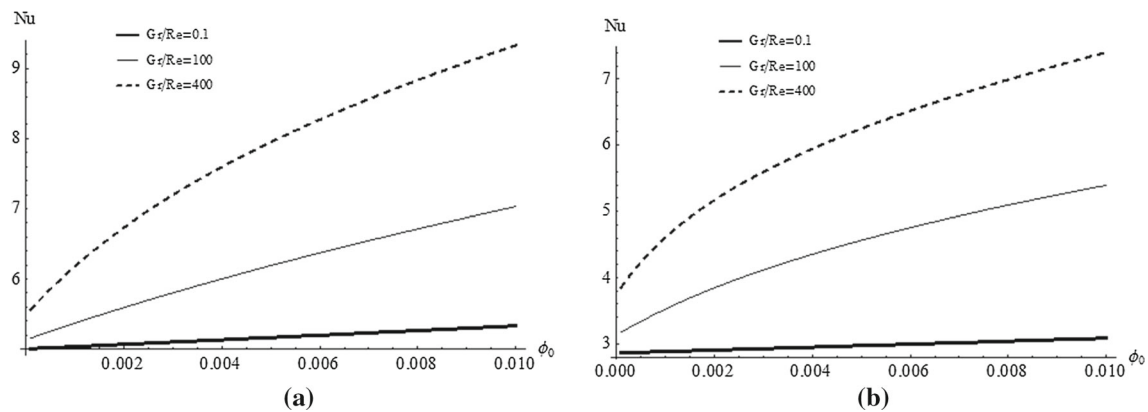 Nu
Gr/Re=0.1
Gr/Re=100
Gr/Re=400
9
8
7
6
0.002 0.004 0.006 0.008 0.010 ϕ₀
(a)
Nu
Gr/Re=0.1
Gr/Re=100
Gr/Re=400
7
6
5
4
3
0.000 0.002 0.004 0.006 0.008 0.010 ϕ₀
(b)